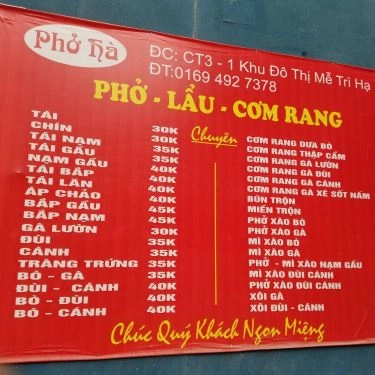 Phở Hà
ĐC: CT3 - 1 Khu Đô Thị Mễ Trì Hạ
ĐT:0169 492 7378
PHỞ - LẨU - CƠM RANG
Chuyên
TÁI
CHÍN 30K
TÁI NẠM 30K
TÁI GẦU 35K
NẠM GẦU 35K
TÁI BẮP 40K
TÁI LĂN 40K
ÁP CHẢO 40K
BẮP GẦU 45K
BẮP NẠM 45K
GÀ LƯỜN 30K
ĐÙI 35K
CÁNH 35K
TRÀNG TRỨNG 35K
BÒ - GÀ 35K
ĐÙI - CÁNH 40K
BÒ - ĐÙI 40K
BÒ - CÁNH 40K
CƠM RANG DƯA BÒ
CƠM RANG THẬP CẨM
CƠM RANG GÀ LƯỜN
CƠM RANG GÀ ĐÙI
CƠM RANG GÀ CÁNH
CƠM RANG GÀ XÉ SỐT NẤM
BÚN TRỘN
MIẾN TRỘN
PHỞ XÀO BÒ
PHỞ XÀO GÀ
MÌ XÀO BÒ
MÌ XÀO GÀ
PHỞ - MÌ XÀO NẠM GẦU
MÌ XÀO ĐÙI CÁNH
PHỞ XÀO ĐÙI CÁNH
XÔI GÀ
XÔI ĐÙI - CÁNH
Chúc Quý Khách Ngon Miệng